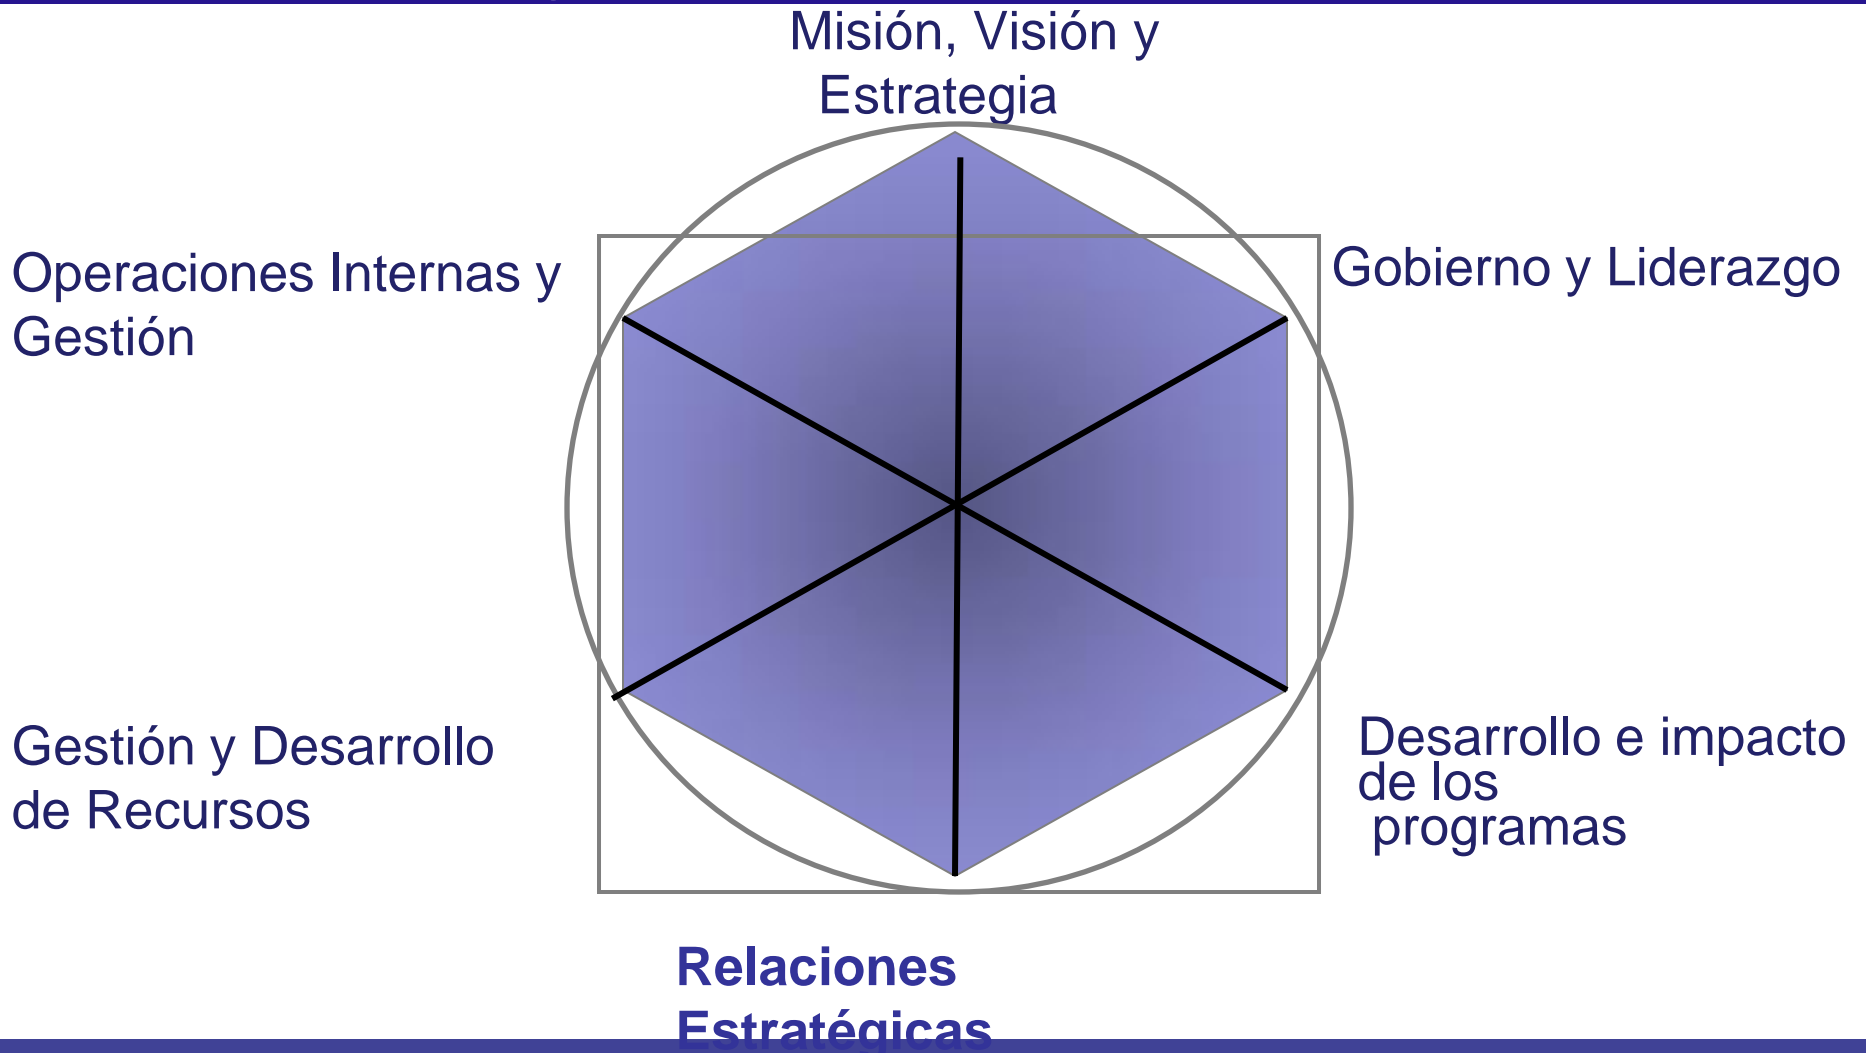 Misión, Visión y
Estrategia
Operaciones Internas y
Gestión
Gobierno y Liderazgo
Gestión y Desarrollo
de Recursos
Desarrollo e impacto
de los
programas
Relaciones
Estratégicas